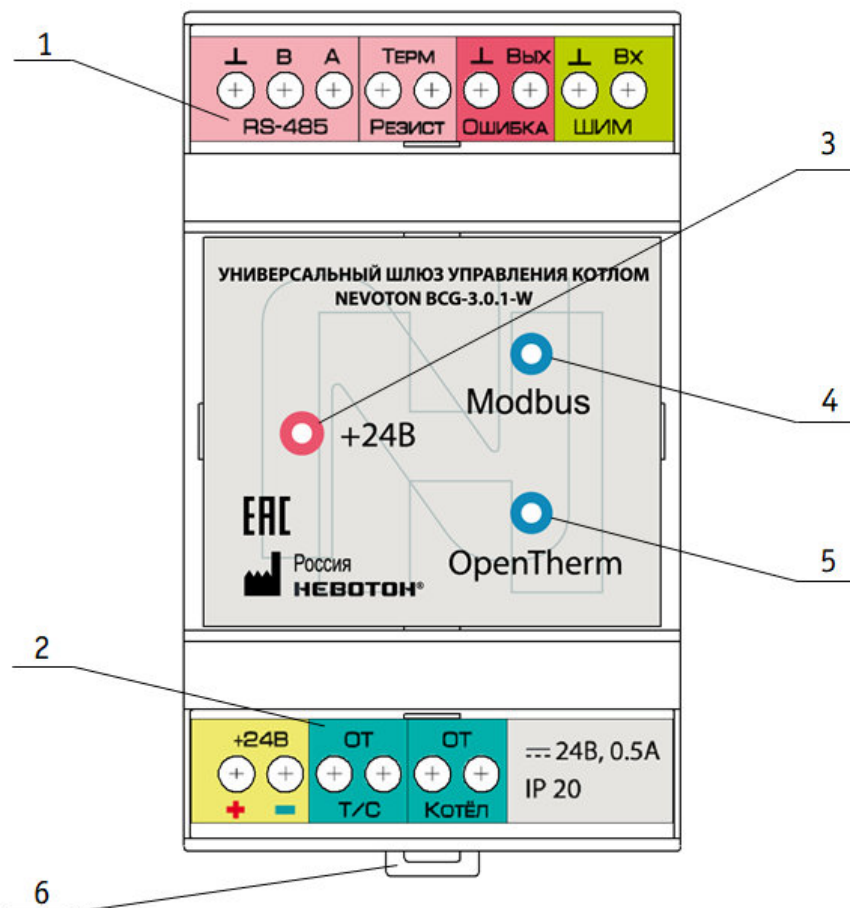 1
⊥ В А ТЕРМ ⊥ ВЫХ ⊥ ВХ
RS-485 РЕЗИСТ ОШИБКА ШИМ
3
УНИВЕРСАЛЬНЫЙ ШЛЮЗ УПРАВЛЕНИЯ КОТЛОМ
NEVOTON BCG-3.0.1-W
Modbus
4
+24В
EAC
OpenTherm
5
Россия
НЕВОТОН®
2
+24В ОТ ОТ
24В, 0.5А
IP 20
+ − Т/С КОТЁЛ
6